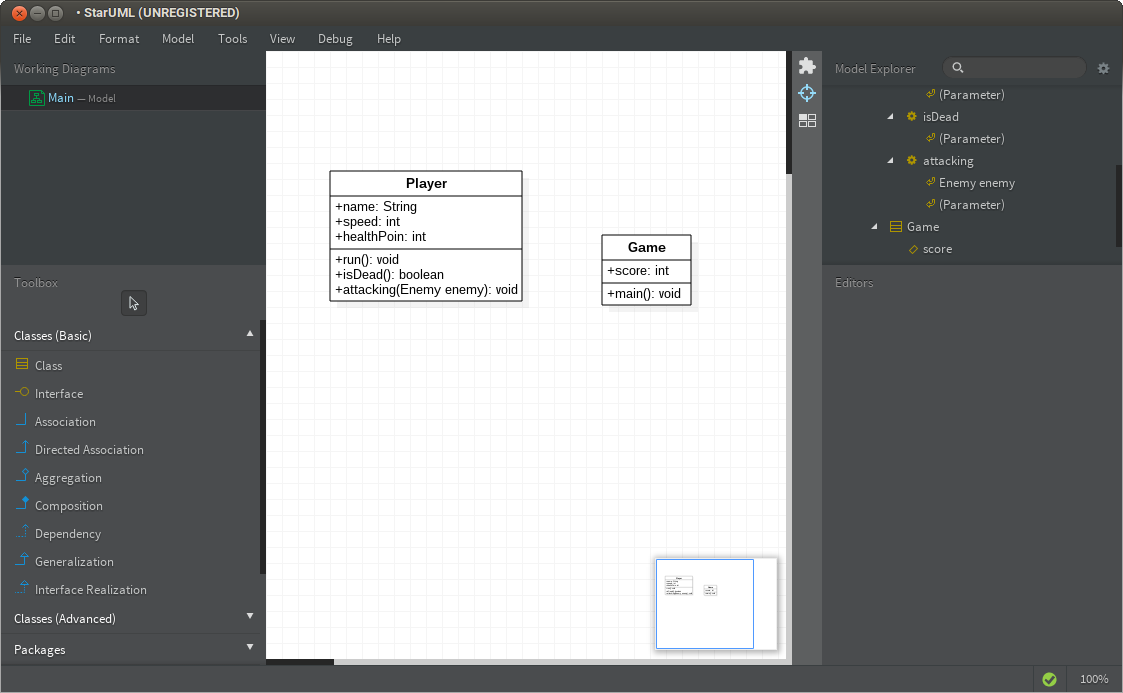 • StarUML (UNREGISTERED)
File Edit Format Model Tools View Debug Help
Working Diagrams
Main — Model
Toolbox
Classes (Basic)
Class
Interface
Association
Directed Association
Aggregation
Composition
Dependency
Generalization
Interface Realization
Classes (Advanced)
Packages
Player
+name: String
+speed: int
+healthPoin: int
+run(): void
+isDead(): boolean
+attacking(Enemy enemy): void
Game
+score: int
+main(): void
Model Explorer
(Parameter)
isDead
(Parameter)
attacking
Enemy enemy
(Parameter)
Game
score
Editors
100%